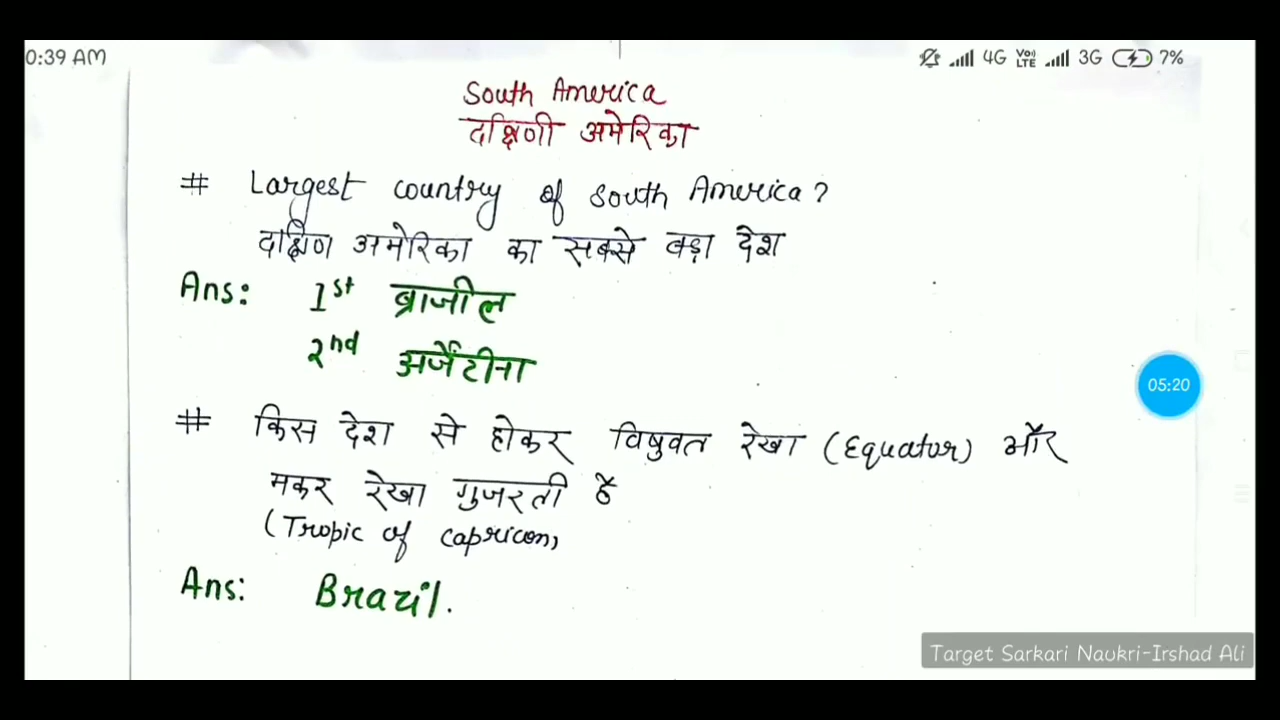 0:39 AM 4G VoLTE 3G 7%
South America
दक्षिणी अमेरिका
# Largest country of South America?
दक्षिण अमेरिका का सबसे बड़ा देश
Ans: 1st ब्राजील
2nd अर्जेंटीना
05:20
# किस देश से होकर विषुवत रेखा (Equator) और
मकर रेखा गुजरती है
(Tropic of capricon)
Ans: Brazil.
Target Sarkari Naukri-Irshad Ali